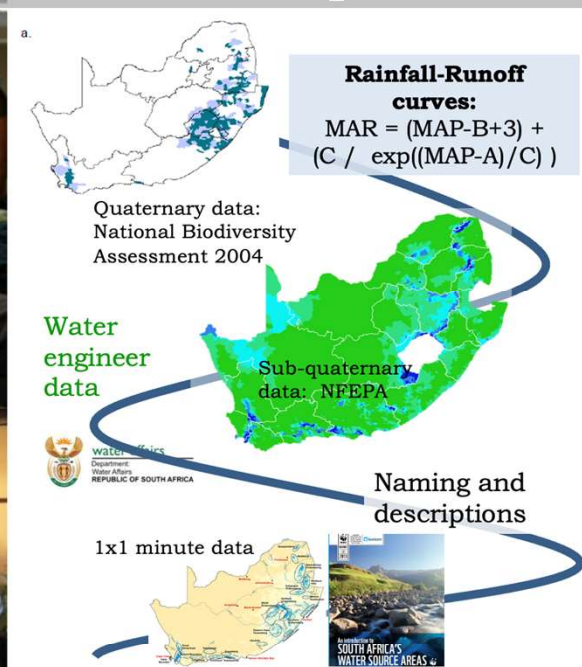 a.
Rainfall-Runoff
curves:
MAR = (MAP-B+3) +
(C / exp((MAP-A)/C) )
Quaternary data:
National Biodiversity
Assessment 2004
Water
engineer
data
Sub-quaternary
data: NFEPA
water affairs
Department:
Water Affairs
REPUBLIC OF SOUTH AFRICA
Naming and
descriptions
1x1 minute data
WWF
An introduction to
SOUTH AFRICA'S
WATER SOURCE AREAS